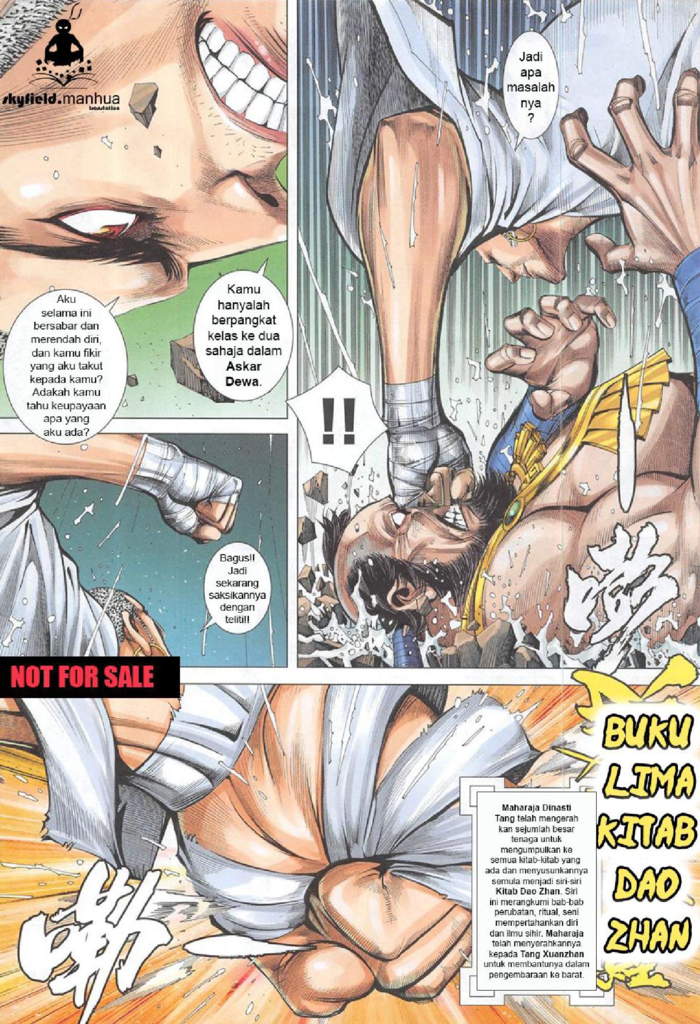 skyfield.manhua
translation
Kamu
hanyalah
berpangkat
kelas ke dua
sahaja dalam
Askar
Dewa.
Aku
selama ini
bersabar dan
merendah diri,
dan kamu fikir
yang aku takut
kepada kamu?
Adakah kamu
tahu keupayaan
apa yang
aku ada?
Jadi
apa
masalah
nya
?
!!
嘞
Bagus!!
Jadi
sekarang
saksikannya
dengan
teliti!!
NOT FOR SALE
BUKU
LIMA
KITAB
DAO
ZHAN
Maharaja Dinasti
Tang telah mengerah
kan sejumlah besar
tenaga untuk
mengumpulkan ke
semua kitab-kitab yang
ada dan menyusunkannya
semula menjadi siri-siri
Kitab Dao Zhan. Siri
ini merangkumi bab-bab
perubatan, ritual, seni
mempertahankan diri
dan ilmu sihir. Maharaja
telah menyerahkannya
kepada Tang Xuanzhan
untuk membantunya dalam
pengembaraan ke barat.
嘞